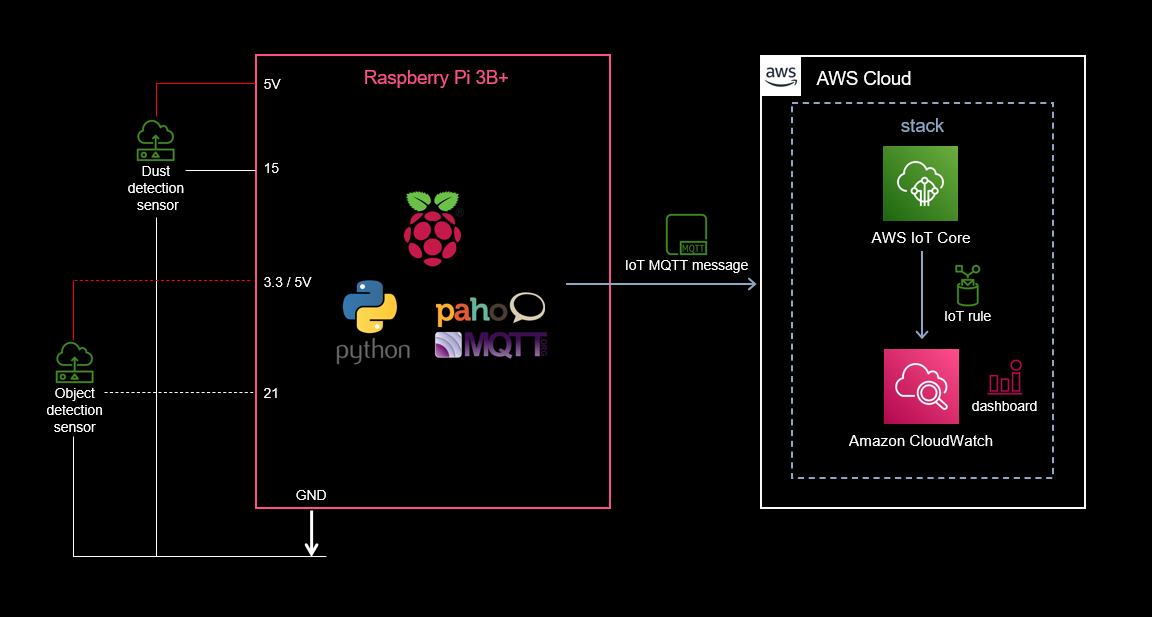 Raspberry Pi 3B+
5V
Dust
detection
sensor
15
3.3 / 5V
Object
detection
sensor
21
GND
python
paho
MQTT
MQTT
IoT MQTT message
aws
AWS Cloud
stack
AWS IoT Core
IoT rule
Amazon CloudWatch
dashboard